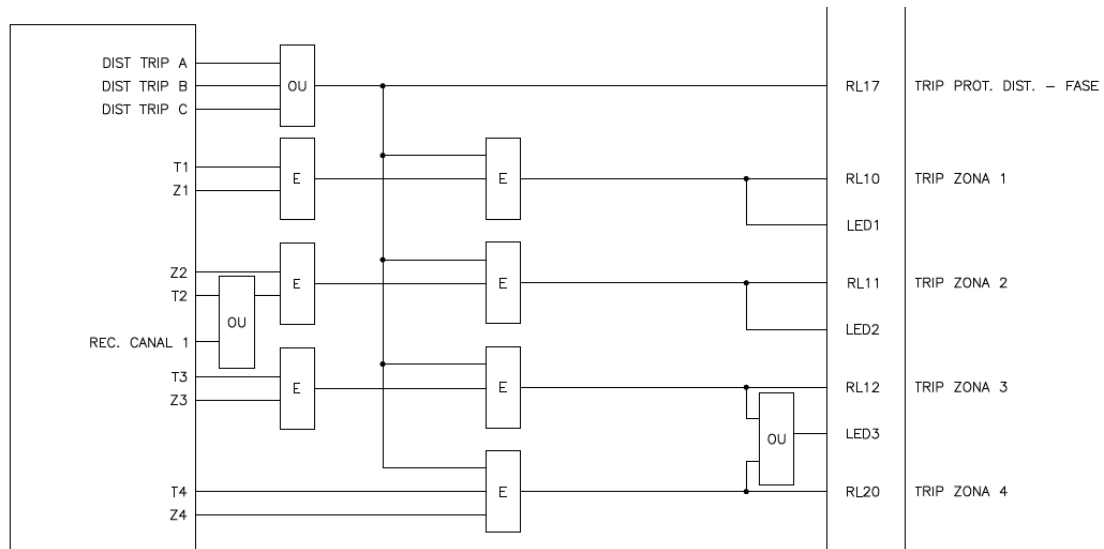 DIST TRIP A
DIST TRIP B
DIST TRIP C
OU
RL17
TRIP PROT. DIST. – FASE
T1
Z1
E
E
RL10
TRIP ZONA 1
LED1
Z2
T2
OU
REC. CANAL 1
E
E
RL11
TRIP ZONA 2
LED2
T3
Z3
E
E
RL12
TRIP ZONA 3
OU
LED3
T4
Z4
E
RL20
TRIP ZONA 4